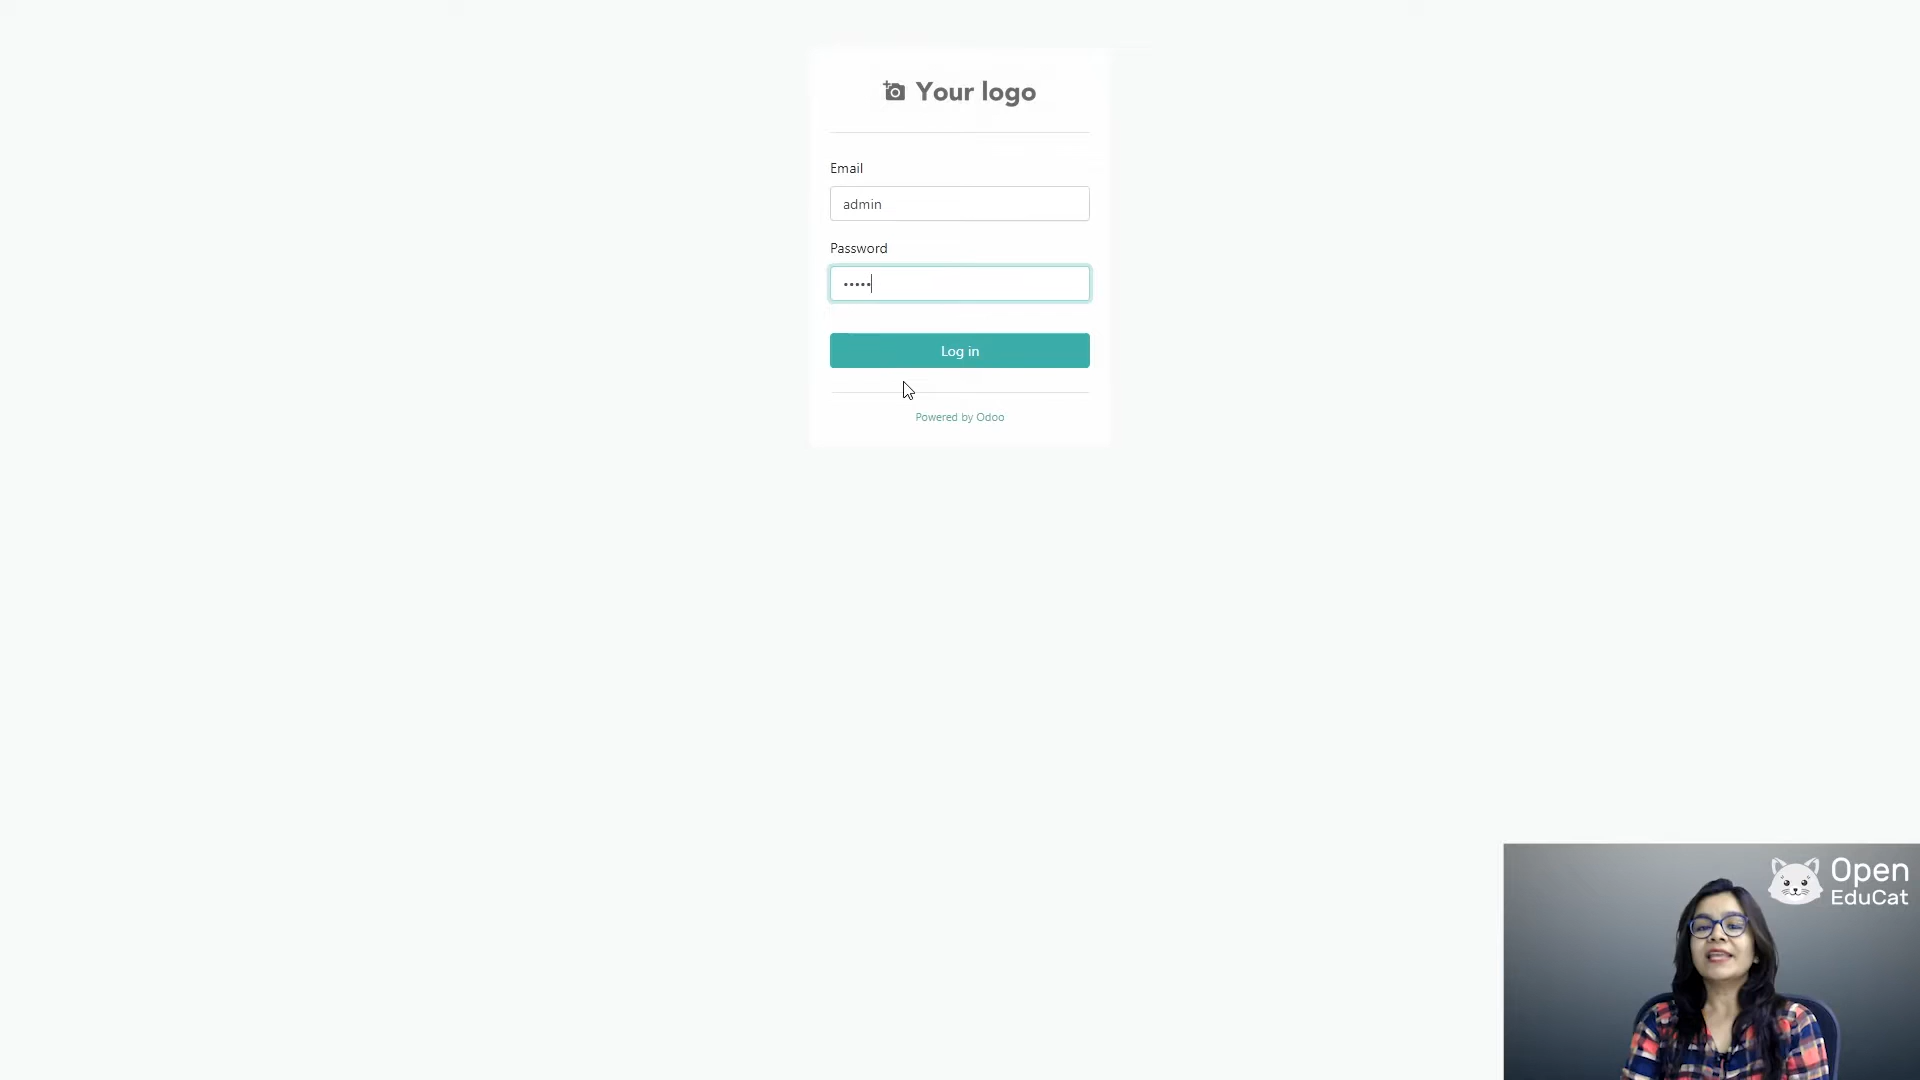 Your logo
Email
admin
Password
•••••
Log in
Powered by Odoo
Open
EduCat